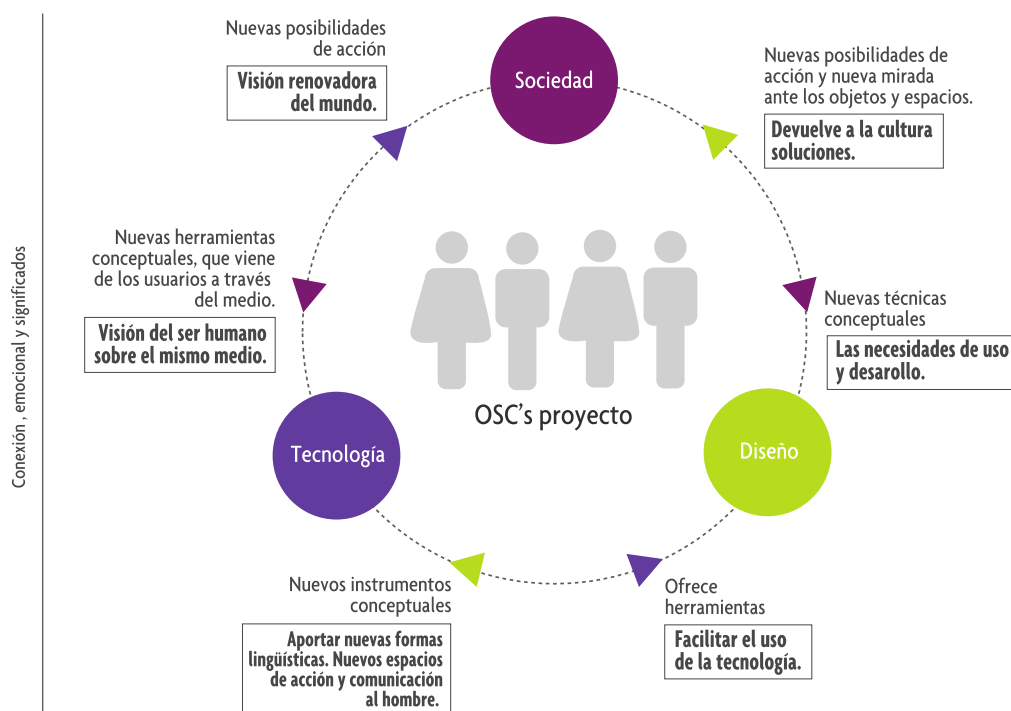 Nuevas posibilidades
de acción
Visión renovadora
del mundo.
Sociedad
Nuevas posibilidades de
acción y nueva mirada
ante los objetos y espacios.
Devuelve a la cultura
soluciones.
Nuevas herramientas
conceptuales, que viene
de los usuarios a través
del medio.
Visión del ser humano
sobre el mismo medio.
Nuevas técnicas
conceptuales
Las necesidades de uso
y desarollo.
OSC's proyecto
Tecnología
Diseño
Conexión , emocional y significados
Nuevos instrumentos
conceptuales
Aportar nuevas formas
lingüísticas. Nuevos espacios
de acción y comunicación
al hombre.
Ofrece
herramientas
Facilitar el uso
de la tecnología.